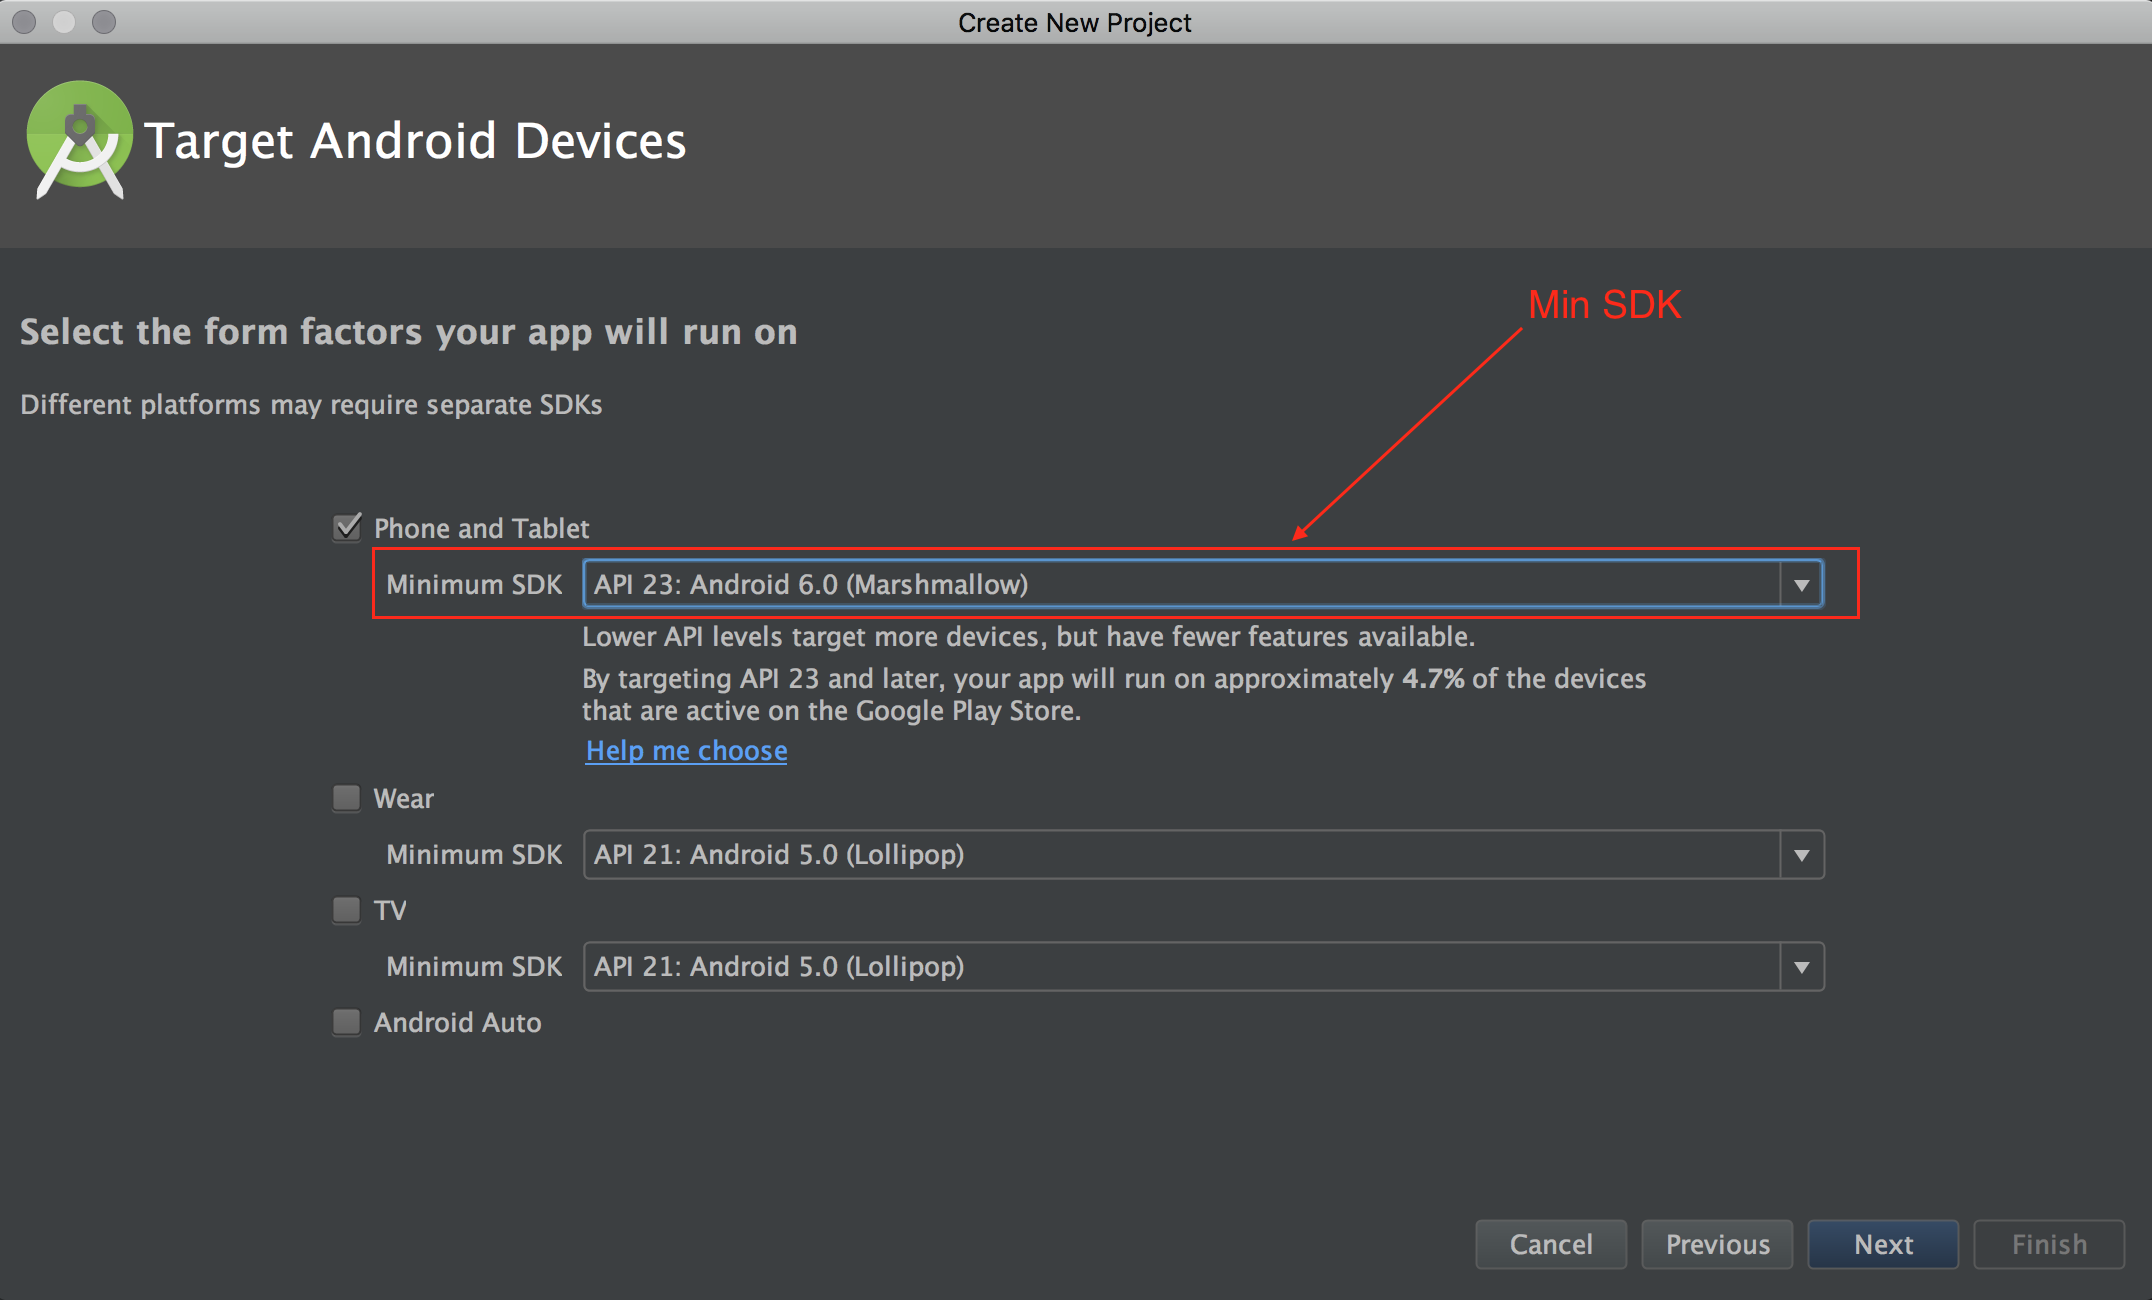 Create New Project
Target Android Devices
Min SDK
Select the form factors your app will run on
Different platforms may require separate SDKs
Phone and Tablet
Minimum SDK API 23: Android 6.0 (Marshmallow)
Lower API levels target more devices, but have fewer features available.
By targeting API 23 and later, your app will run on approximately 4.7% of the devices
that are active on the Google Play Store.
Help me choose
Wear
Minimum SDK API 21: Android 5.0 (Lollipop)
TV
Minimum SDK API 21: Android 5.0 (Lollipop)
Android Auto
Cancel Previous Next Finish